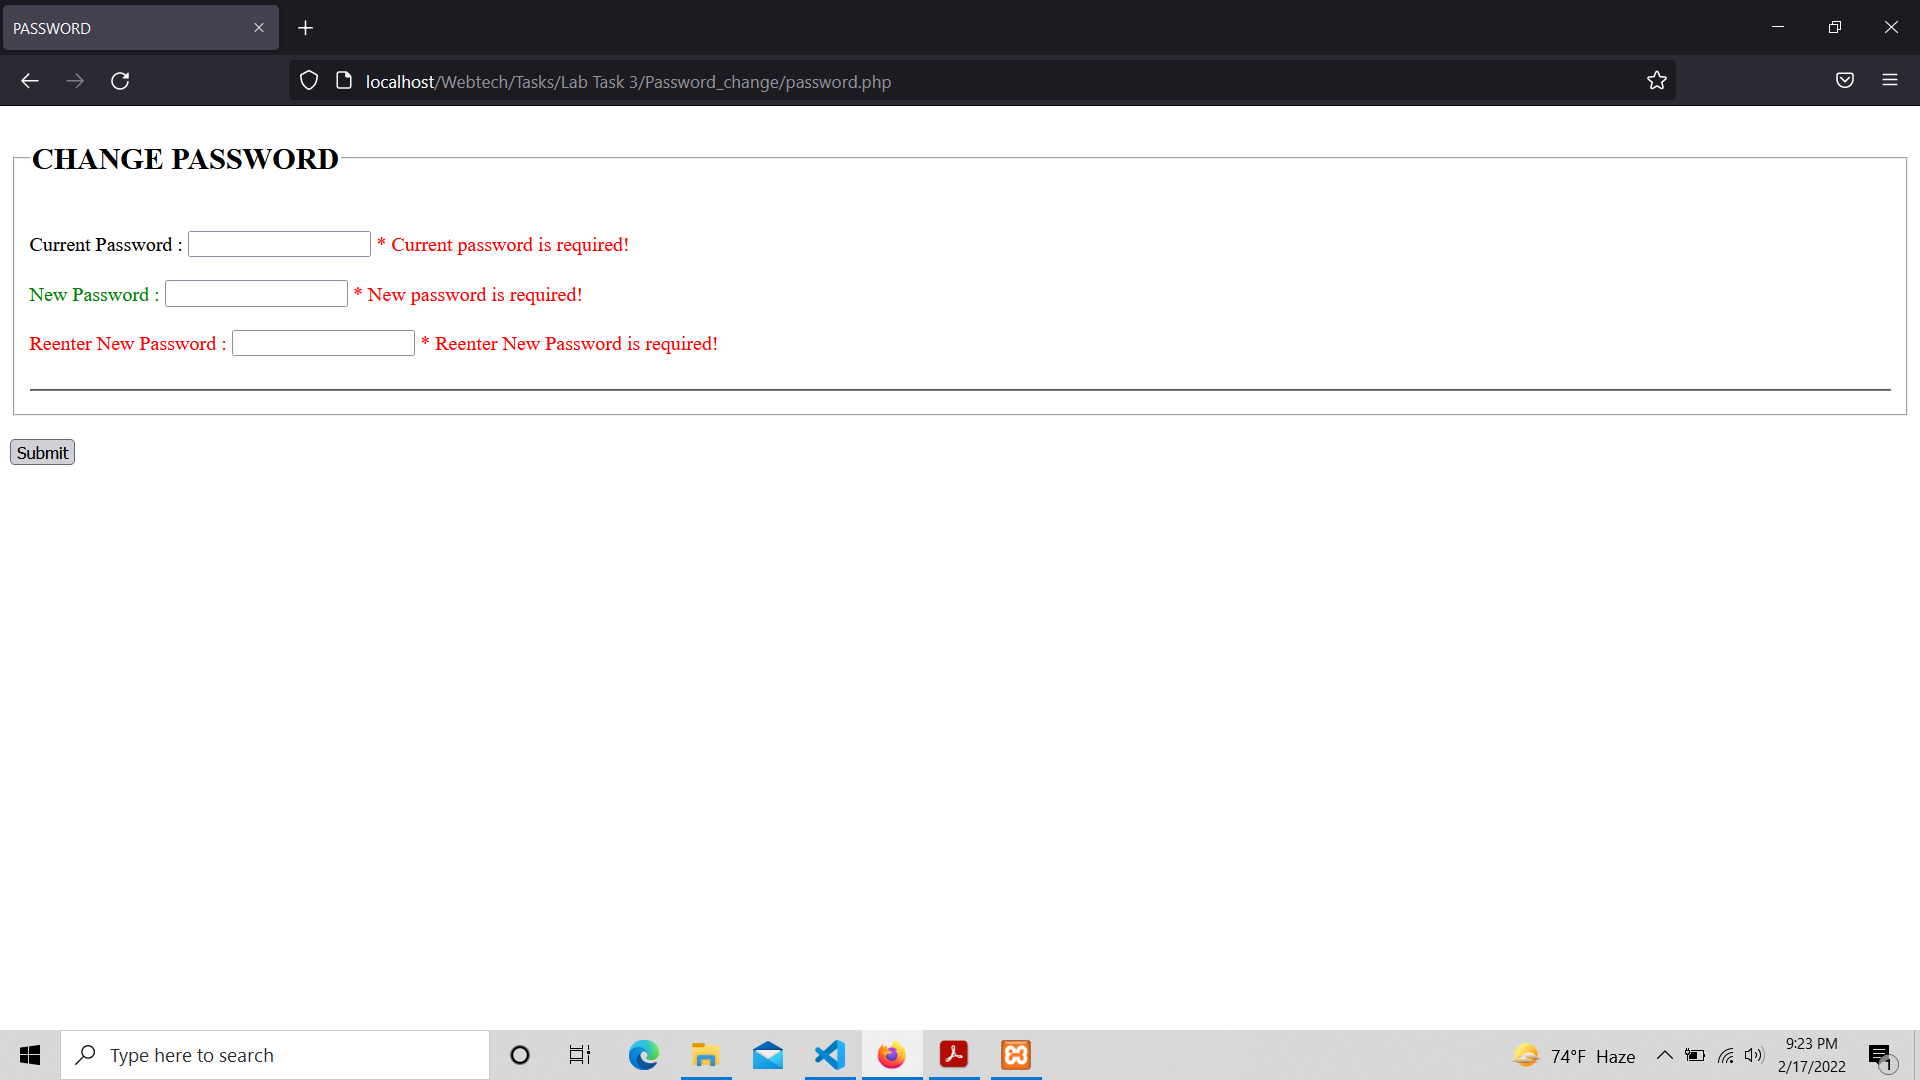 PASSWORD
localhost/Webtech/Tasks/Lab Task 3/Password_change/password.php
CHANGE PASSWORD
Current Password : * Current password is required!
New Password : * New password is required!
Reenter New Password : * Reenter New Password is required!
Submit
Type here to search
74°F Haze
9:23 PM
2/17/2022
1